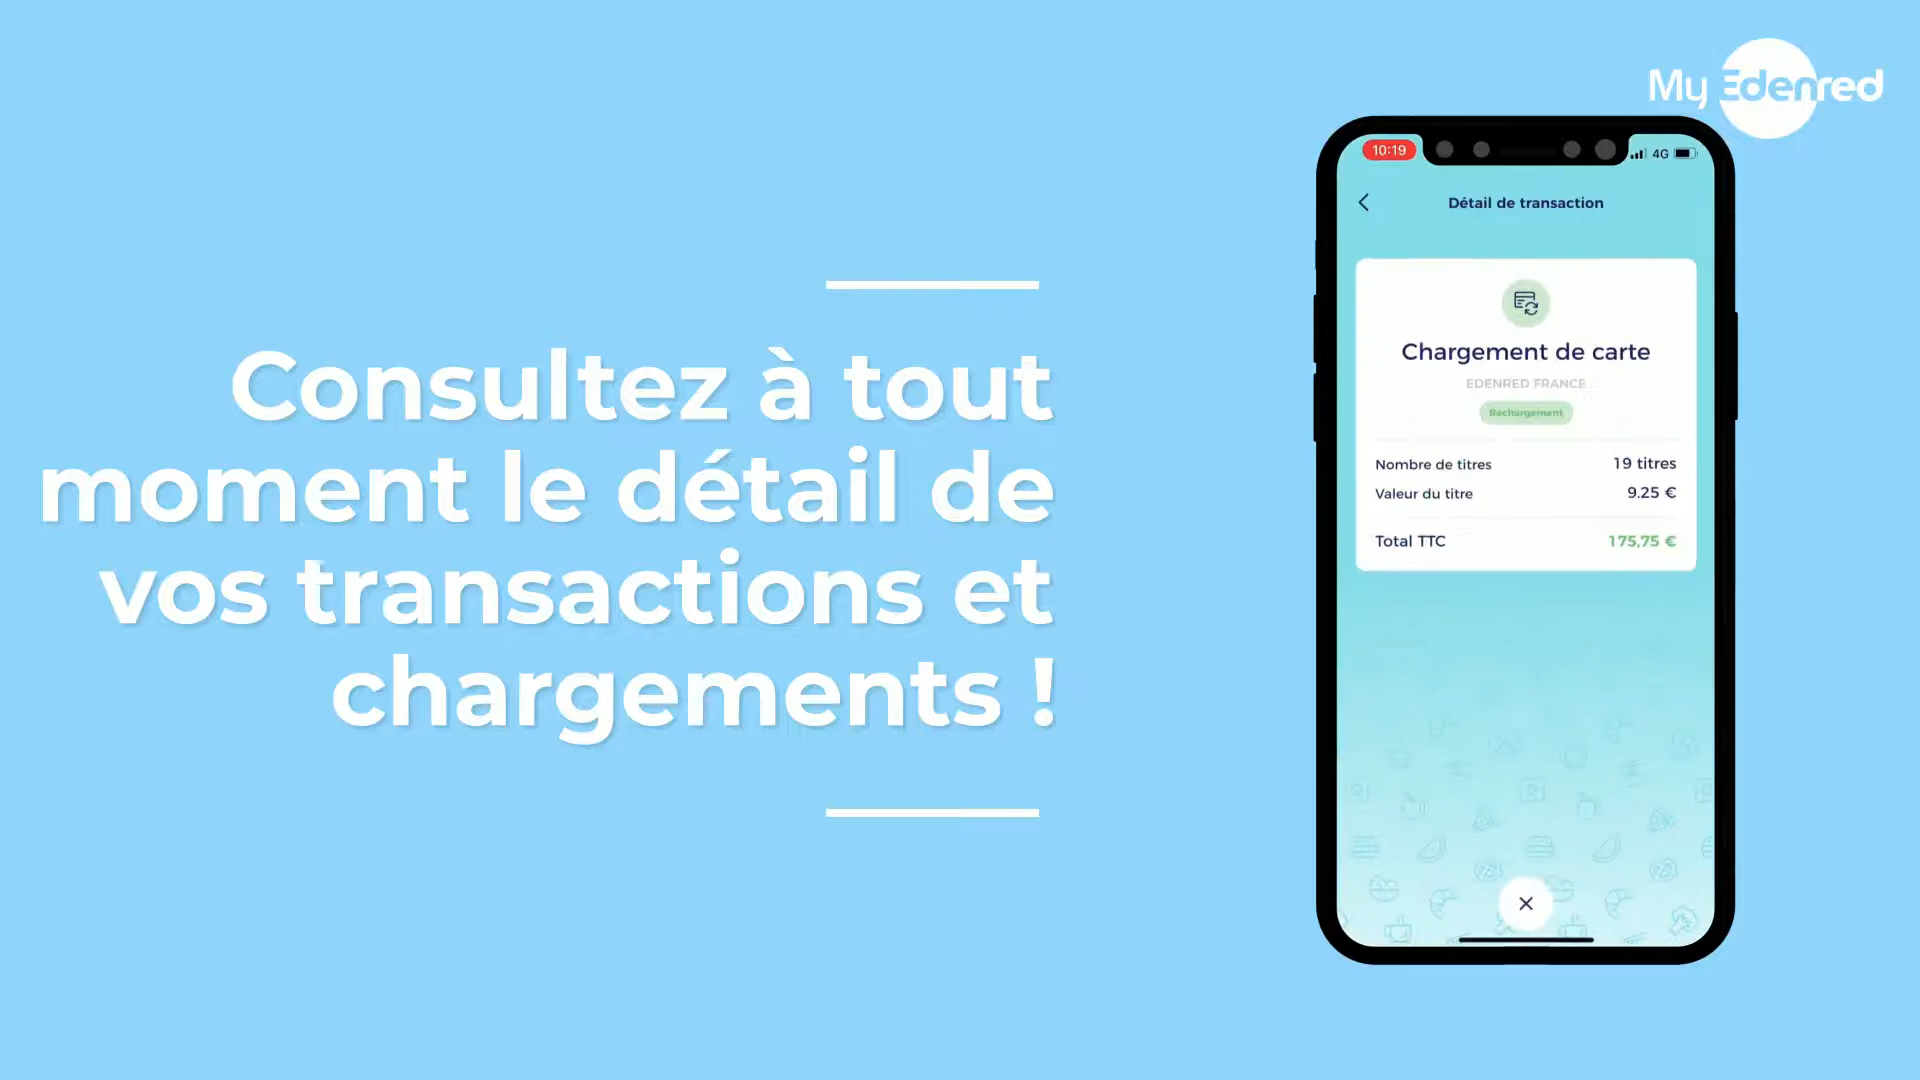 My Edenred
Consultez à tout
moment le détail de
vos transactions et
chargements !
10:19
4G
Détail de transaction
Chargement de carte
EDENRED FRANCE
Rechargement
Nombre de titres 19 titres
Valeur du titre 9.25 €
Total TTC 175,75 €